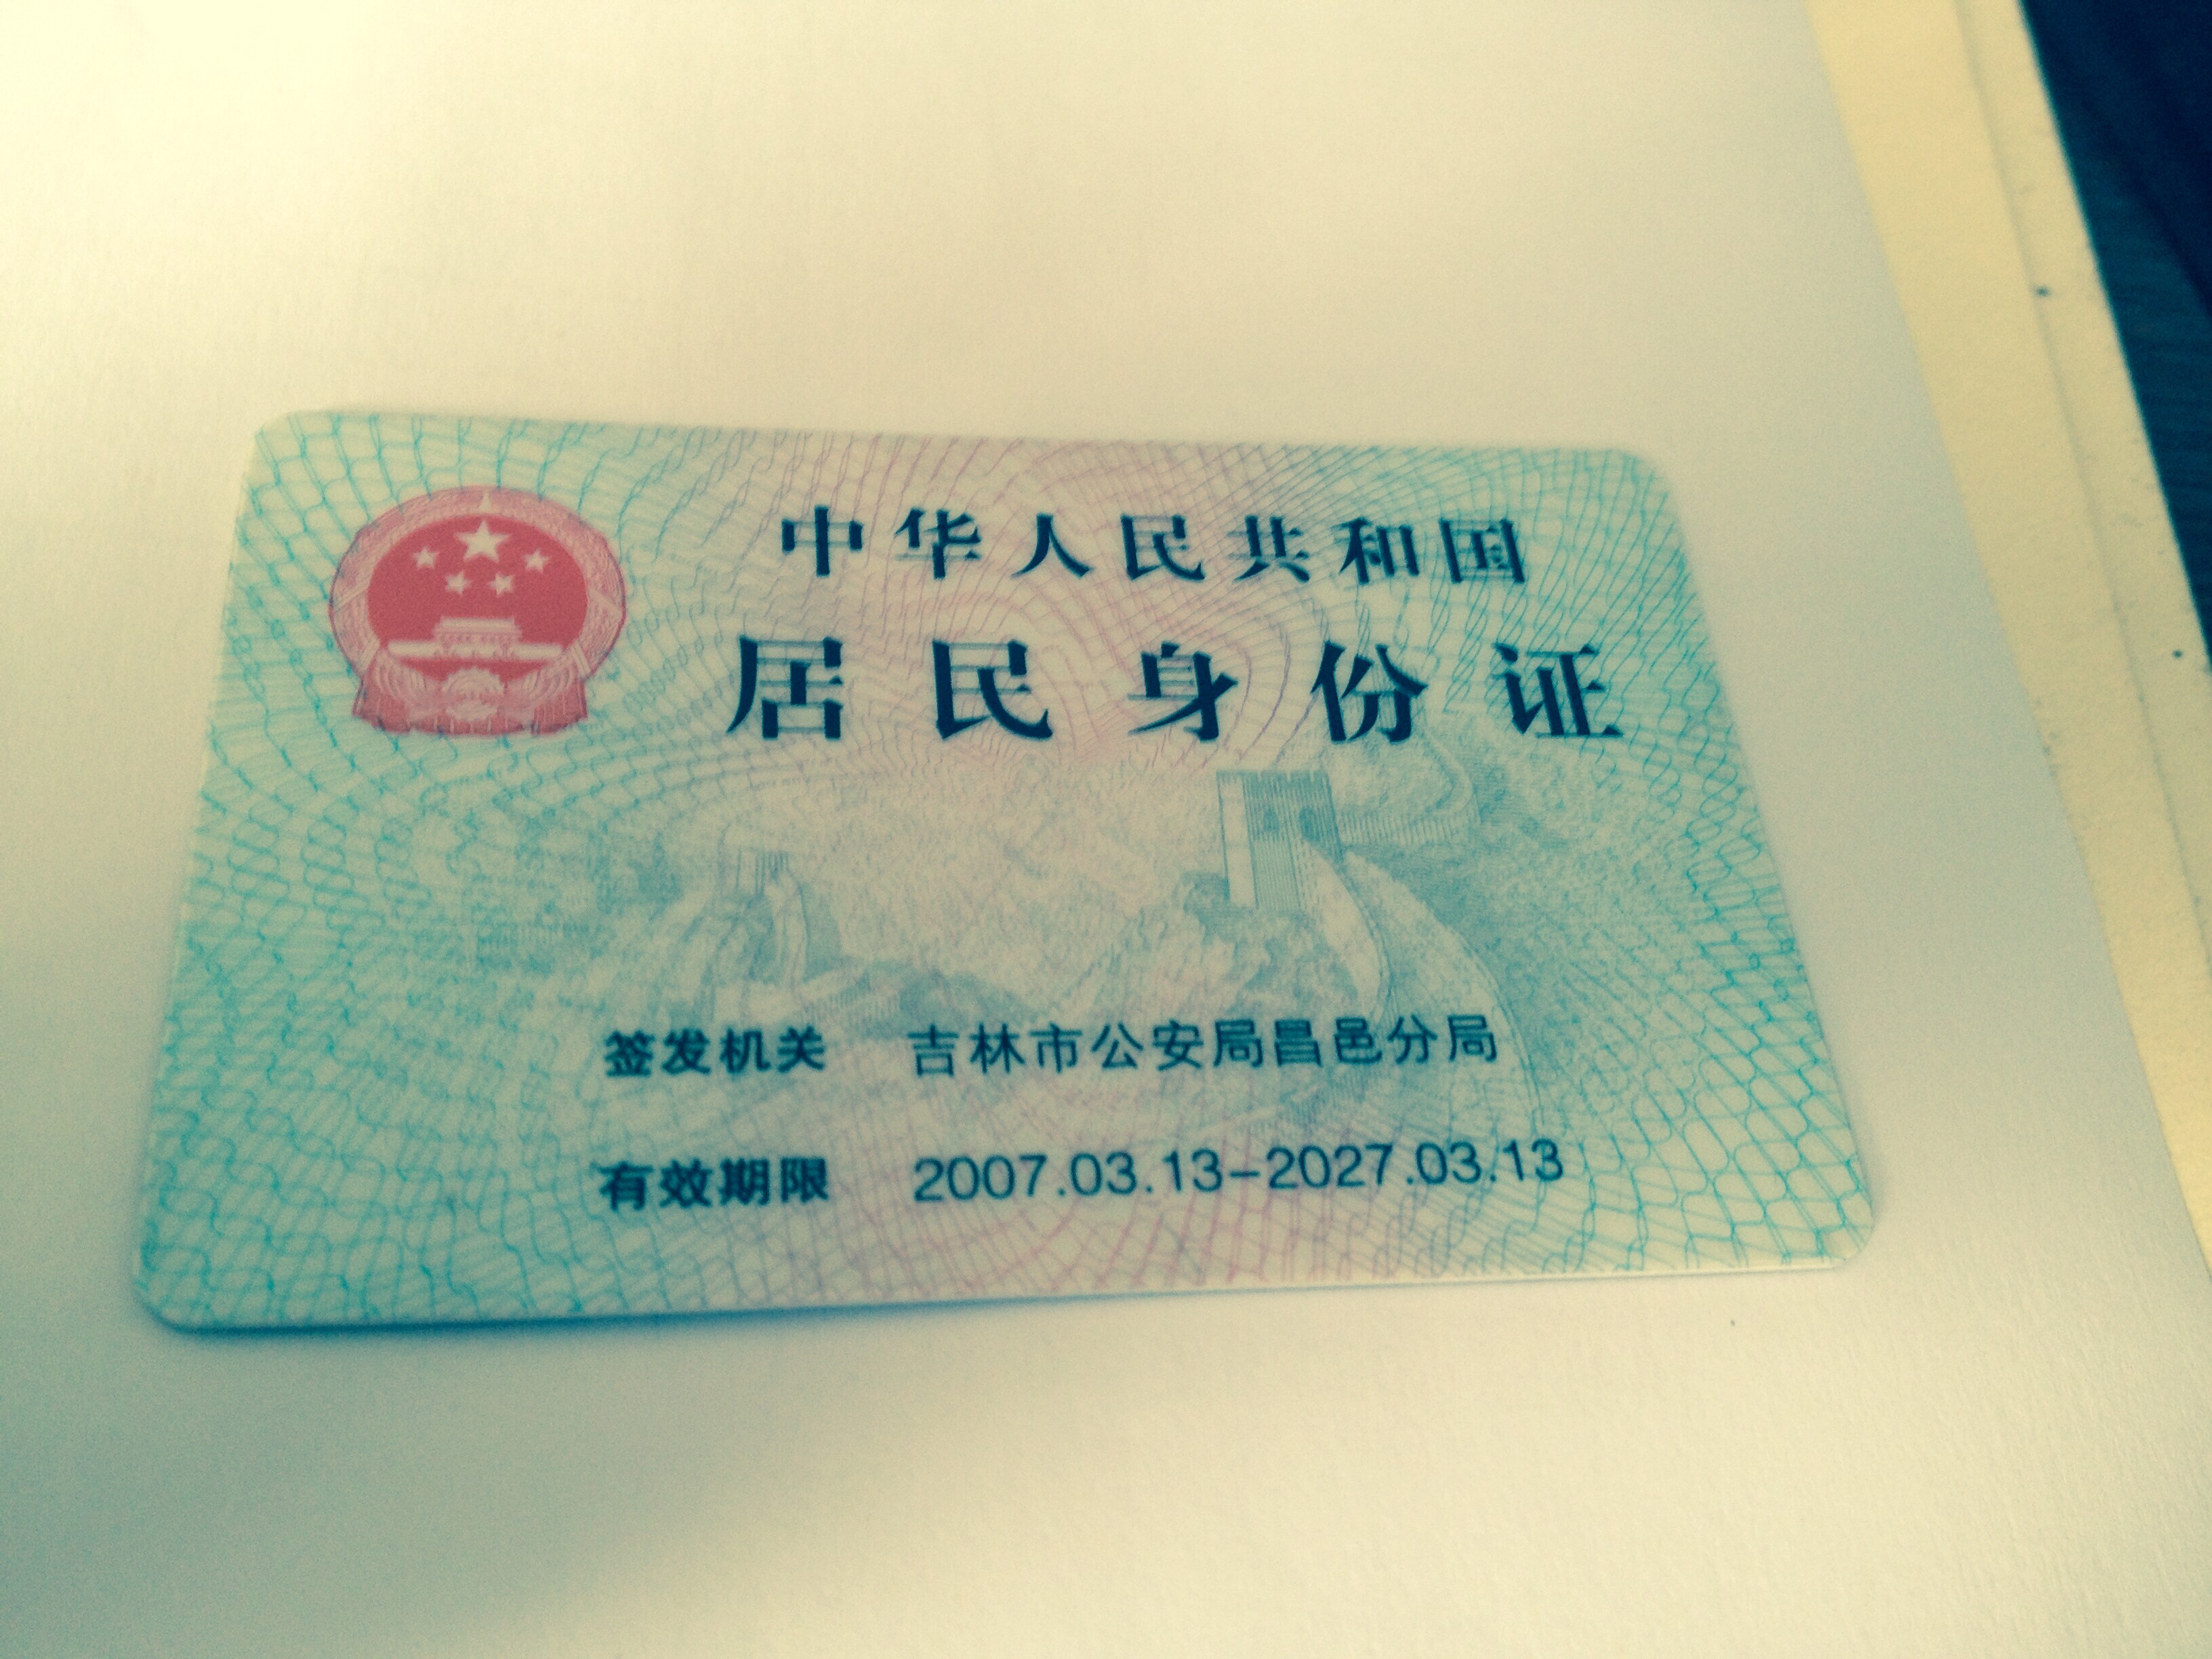 中华人民共和国
居民身份证
签发机关 吉林市公安局昌邑分局
有效期限 2007.03.13-2027.03.13